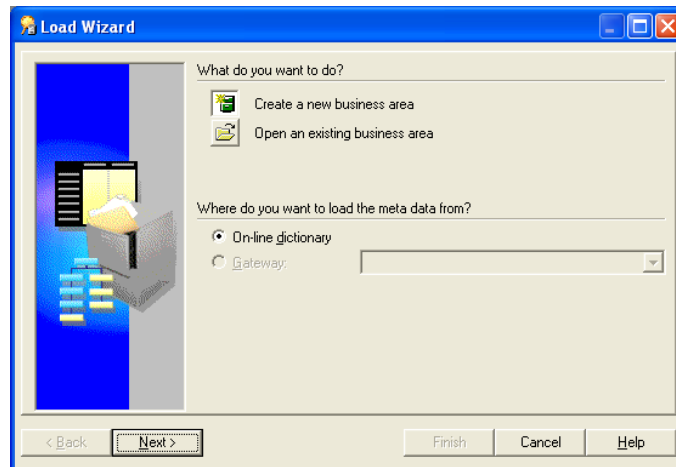 Load Wizard
What do you want to do?
Create a new business area
Open an existing business area
Where do you want to load the meta data from?
On-line dictionary
Gateway:
< Back
Next >
Finish
Cancel
Help